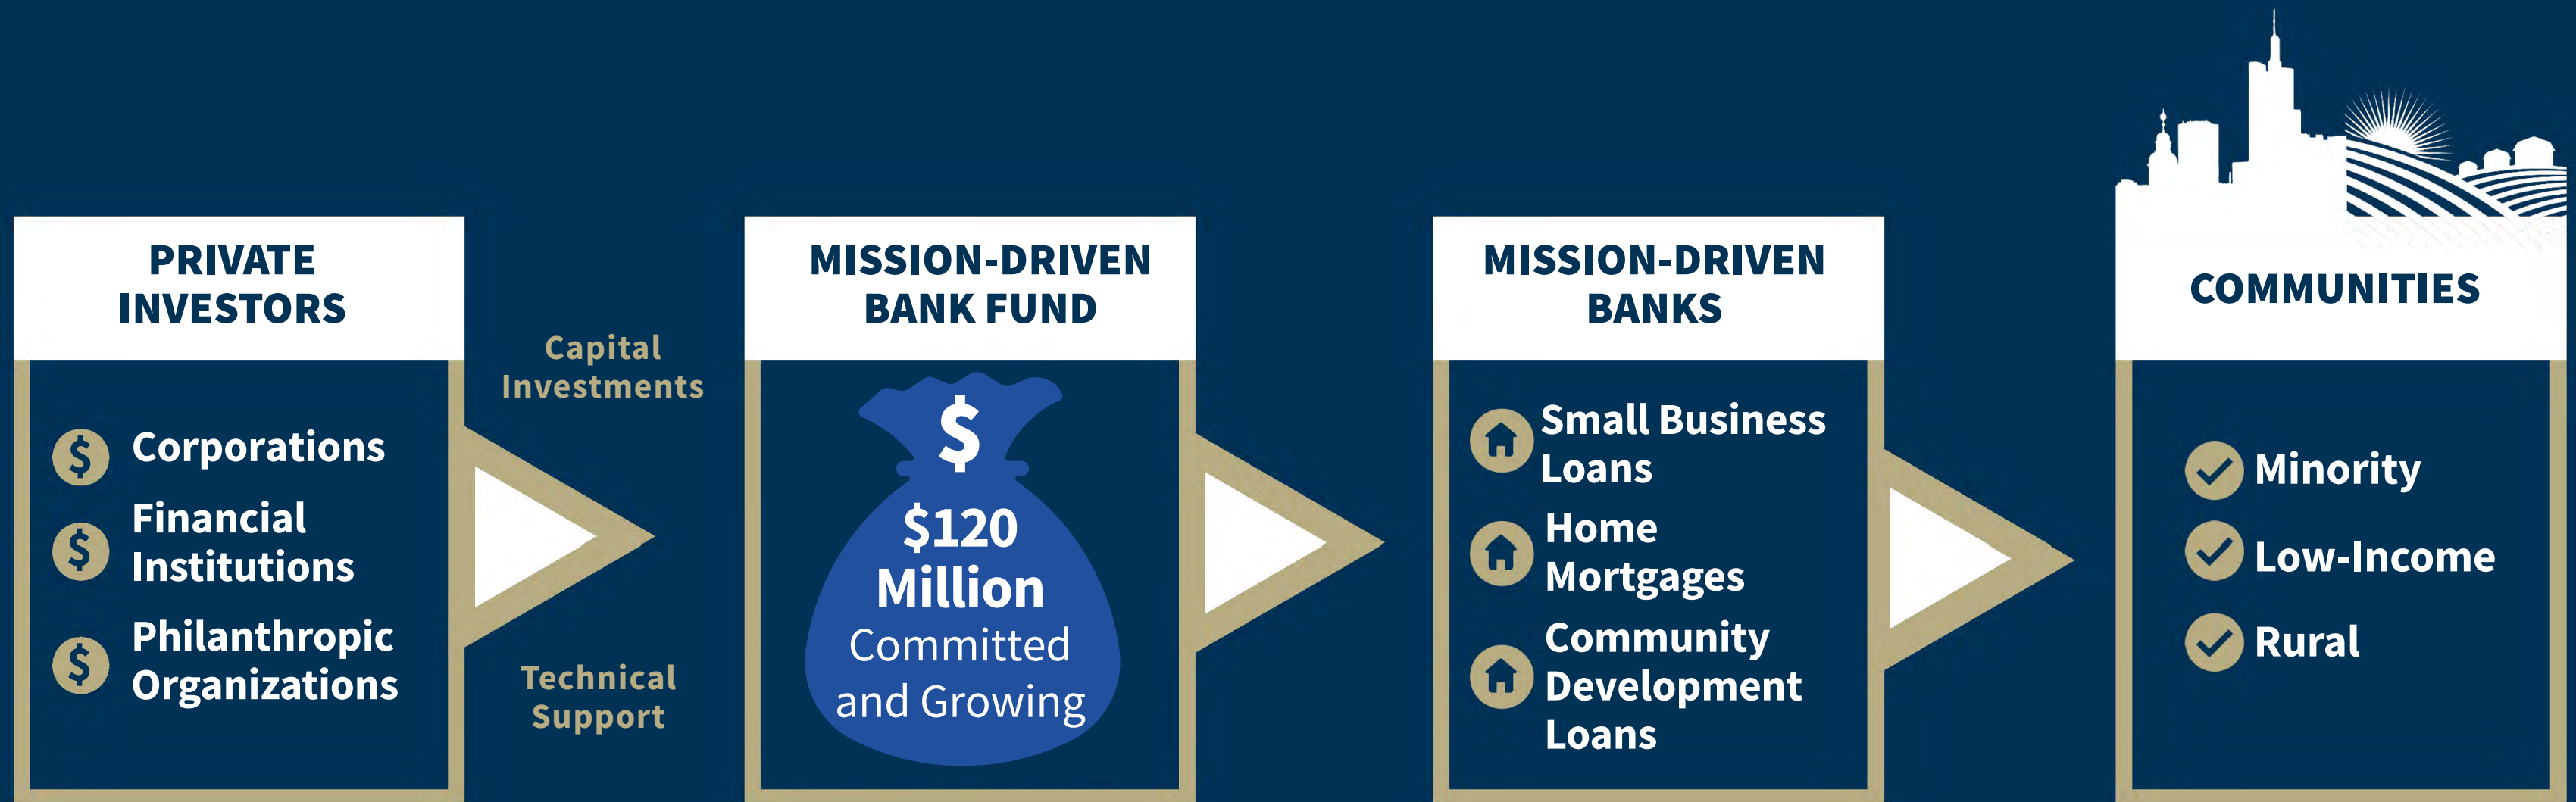 PRIVATE
INVESTORS
$ Corporations
$ Financial
Institutions
$ Philanthropic
Organizations
Capital
Investments
Technical
Support
MISSION-DRIVEN
BANK FUND
$
$120
Million
Committed
and Growing
MISSION-DRIVEN
BANKS
Small Business
Loans
Home
Mortgages
Community
Development
Loans
COMMUNITIES
Minority
Low-Income
Rural